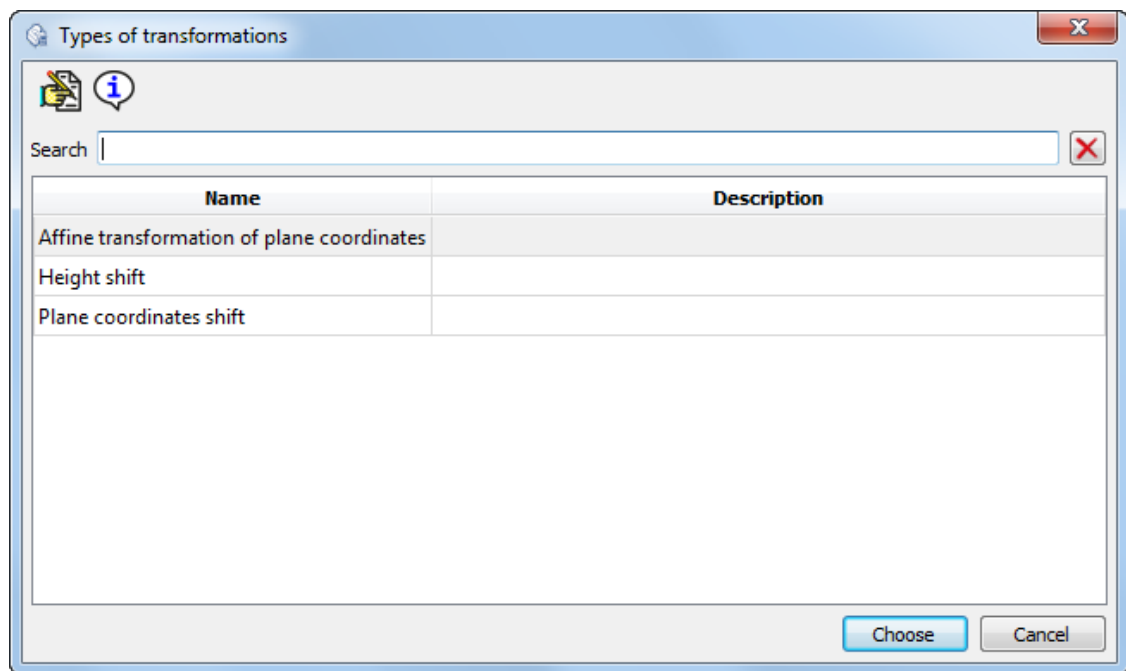 Types of transformations
Search
Name Description
Affine transformation of plane coordinates
Height shift
Plane coordinates shift
Choose Cancel